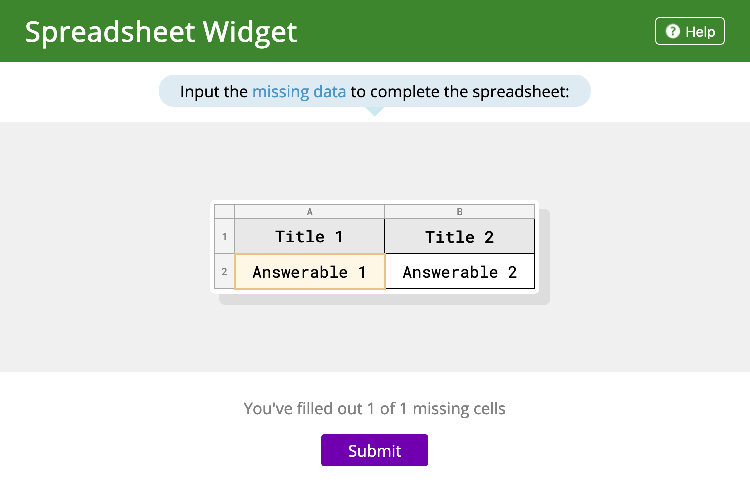 Spreadsheet Widget
? Help
Input the missing data to complete the spreadsheet:
A B
1 Title 1 Title 2
2 Answerable 1 Answerable 2
You've filled out 1 of 1 missing cells
Submit